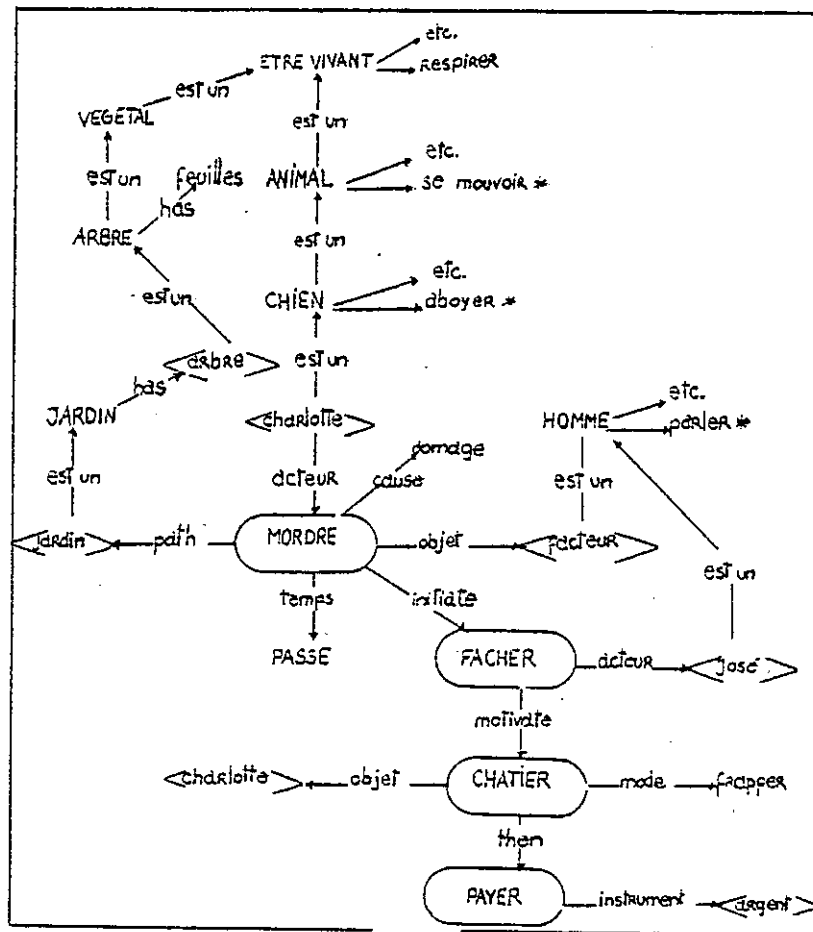 etc.
ETRE VIVANT
RESPIRER
est un
VEGETAL
est un
etc.
est un
feuilles
ANIMAL
se mouvoir *
has
ARBRE
est un
etc.
est un
CHIEN
aboyer *
arbre
est un
has
etc.
JARDIN
charlotte
HOMME
parler *
domage
est un
acteur
cause
est un
MORDRE
jardin
path
objet
facteur
est un
temps
initiate
PASSE
FACHER
acteur
josé
motivate
charlotte
objet
CHATIER
mode
frapper
then
PAYER
instrument
argent